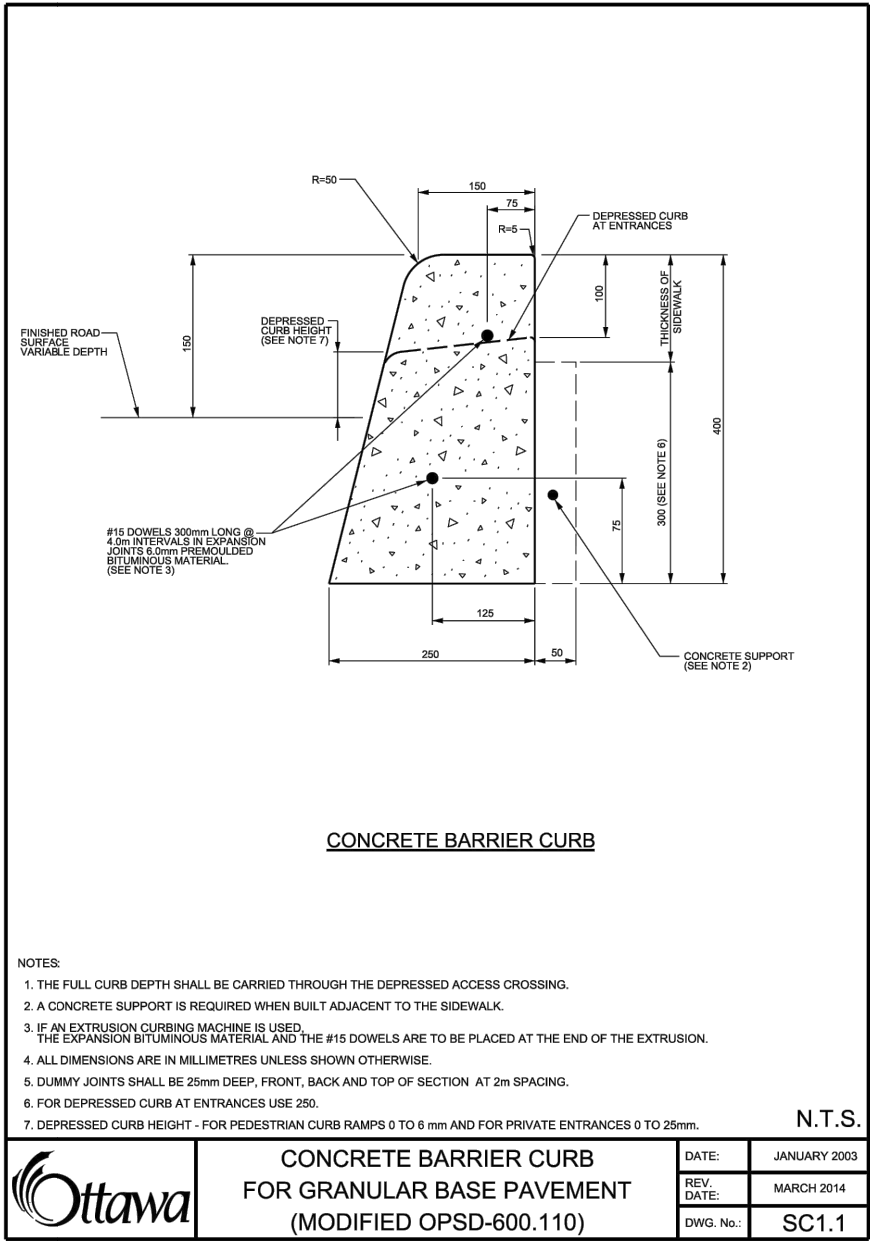 R=50
150
75
R=5
DEPRESSED CURB
AT ENTRANCES
100
THICKNESS OF
SIDEWALK
FINISHED ROAD
SURFACE
VARIABLE DEPTH
150
DEPRESSED
CURB HEIGHT
(SEE NOTE 7)
400
300 (SEE NOTE 6)
75
#15 DOWELS 300mm LONG @
4.0m INTERVALS IN EXPANSION
JOINTS 6.0mm PREMOULDED
BITUMINOUS MATERIAL.
(SEE NOTE 3)
125
250
50
CONCRETE SUPPORT
(SEE NOTE 2)
CONCRETE BARRIER CURB
NOTES:
1. THE FULL CURB DEPTH SHALL BE CARRIED THROUGH THE DEPRESSED ACCESS CROSSING.
2. A CONCRETE SUPPORT IS REQUIRED WHEN BUILT ADJACENT TO THE SIDEWALK.
3. IF AN EXTRUSION CURBING MACHINE IS USED,
THE EXPANSION BITUMINOUS MATERIAL AND THE #15 DOWELS ARE TO BE PLACED AT THE END OF THE EXTRUSION.
4. ALL DIMENSIONS ARE IN MILLIMETRES UNLESS SHOWN OTHERWISE.
5. DUMMY JOINTS SHALL BE 25mm DEEP, FRONT, BACK AND TOP OF SECTION AT 2m SPACING.
6. FOR DEPRESSED CURB AT ENTRANCES USE 250.
7. DEPRESSED CURB HEIGHT - FOR PEDESTRIAN CURB RAMPS 0 TO 6 mm AND FOR PRIVATE ENTRANCES 0 TO 25mm.
N.T.S.
Ottawa
CONCRETE BARRIER CURB
FOR GRANULAR BASE PAVEMENT
(MODIFIED OPSD-600.110)
DATE: JANUARY 2003
REV.
DATE: MARCH 2014
DWG. No.: SC1.1